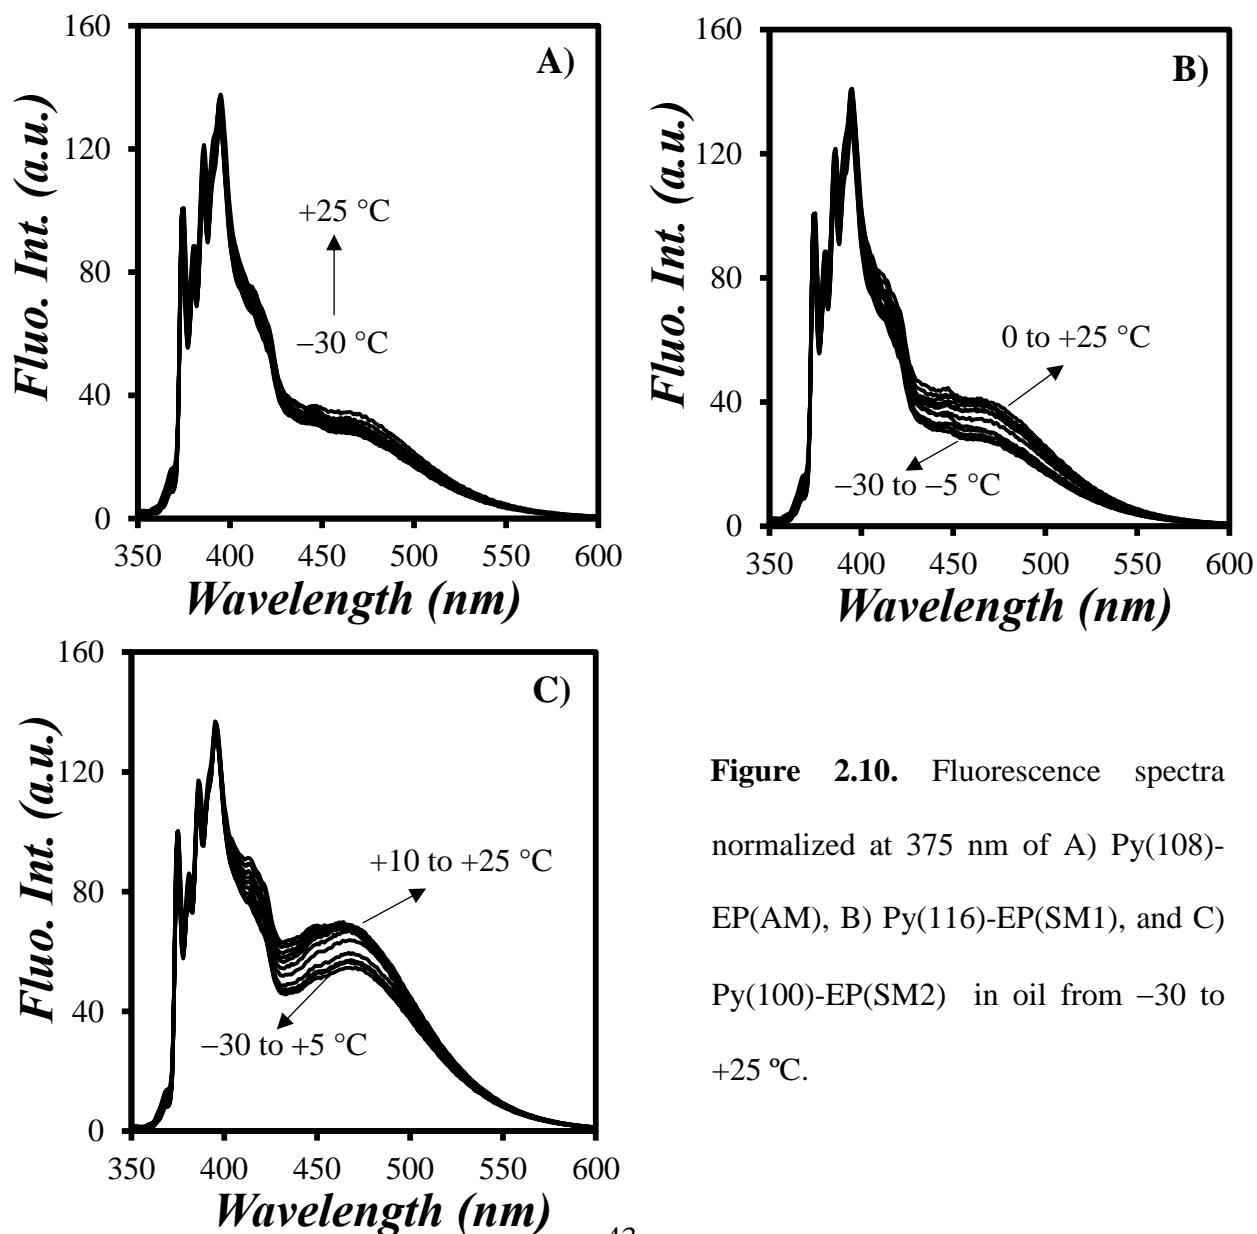 160
120
80
40
0
Fluo. Int. (a.u.)
A)
+25 °C
−30 °C
350 400 450 500 550 600
Wavelength (nm)
160
120
80
40
0
Fluo. Int. (a.u.)
B)
0 to +25 °C
−30 to −5 °C
350 400 450 500 550 600
Wavelength (nm)
160
120
80
40
0
Fluo. Int. (a.u.)
C)
+10 to +25 °C
−30 to +5 °C
350 400 450 500 550 600
Wavelength (nm)
Figure 2.10. Fluorescence spectra
normalized at 375 nm of A) Py(108)-
EP(AM), B) Py(116)-EP(SM1), and C)
Py(100)-EP(SM2) in oil from −30 to
+25 ºC.